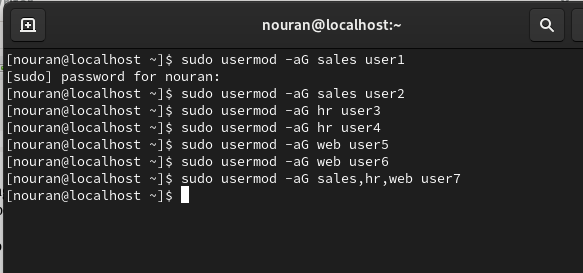 nouran@localhost:~
[nouran@localhost ~]$ sudo usermod -aG sales user1
[sudo] password for nouran:
[nouran@localhost ~]$ sudo usermod -aG sales user2
[nouran@localhost ~]$ sudo usermod -aG hr user3
[nouran@localhost ~]$ sudo usermod -aG hr user4
[nouran@localhost ~]$ sudo usermod -aG web user5
[nouran@localhost ~]$ sudo usermod -aG web user6
[nouran@localhost ~]$ sudo usermod -aG sales,hr,web user7
[nouran@localhost ~]$